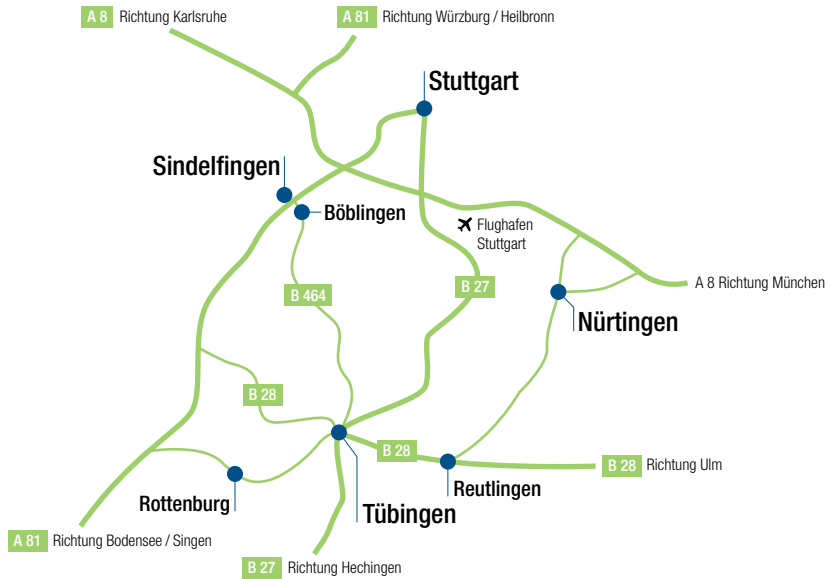 A 8 Richtung Karlsruhe
A 81 Richtung Würzburg / Heilbronn
Stuttgart
Sindelfingen
Böblingen
Flughafen
Stuttgart
B 464
B 27
A 8 Richtung München
Nürtingen
B 28
B 28
B 28 Richtung Ulm
Reutlingen
Rottenburg
Tübingen
A 81 Richtung Bodensee / Singen
B 27 Richtung Hechingen